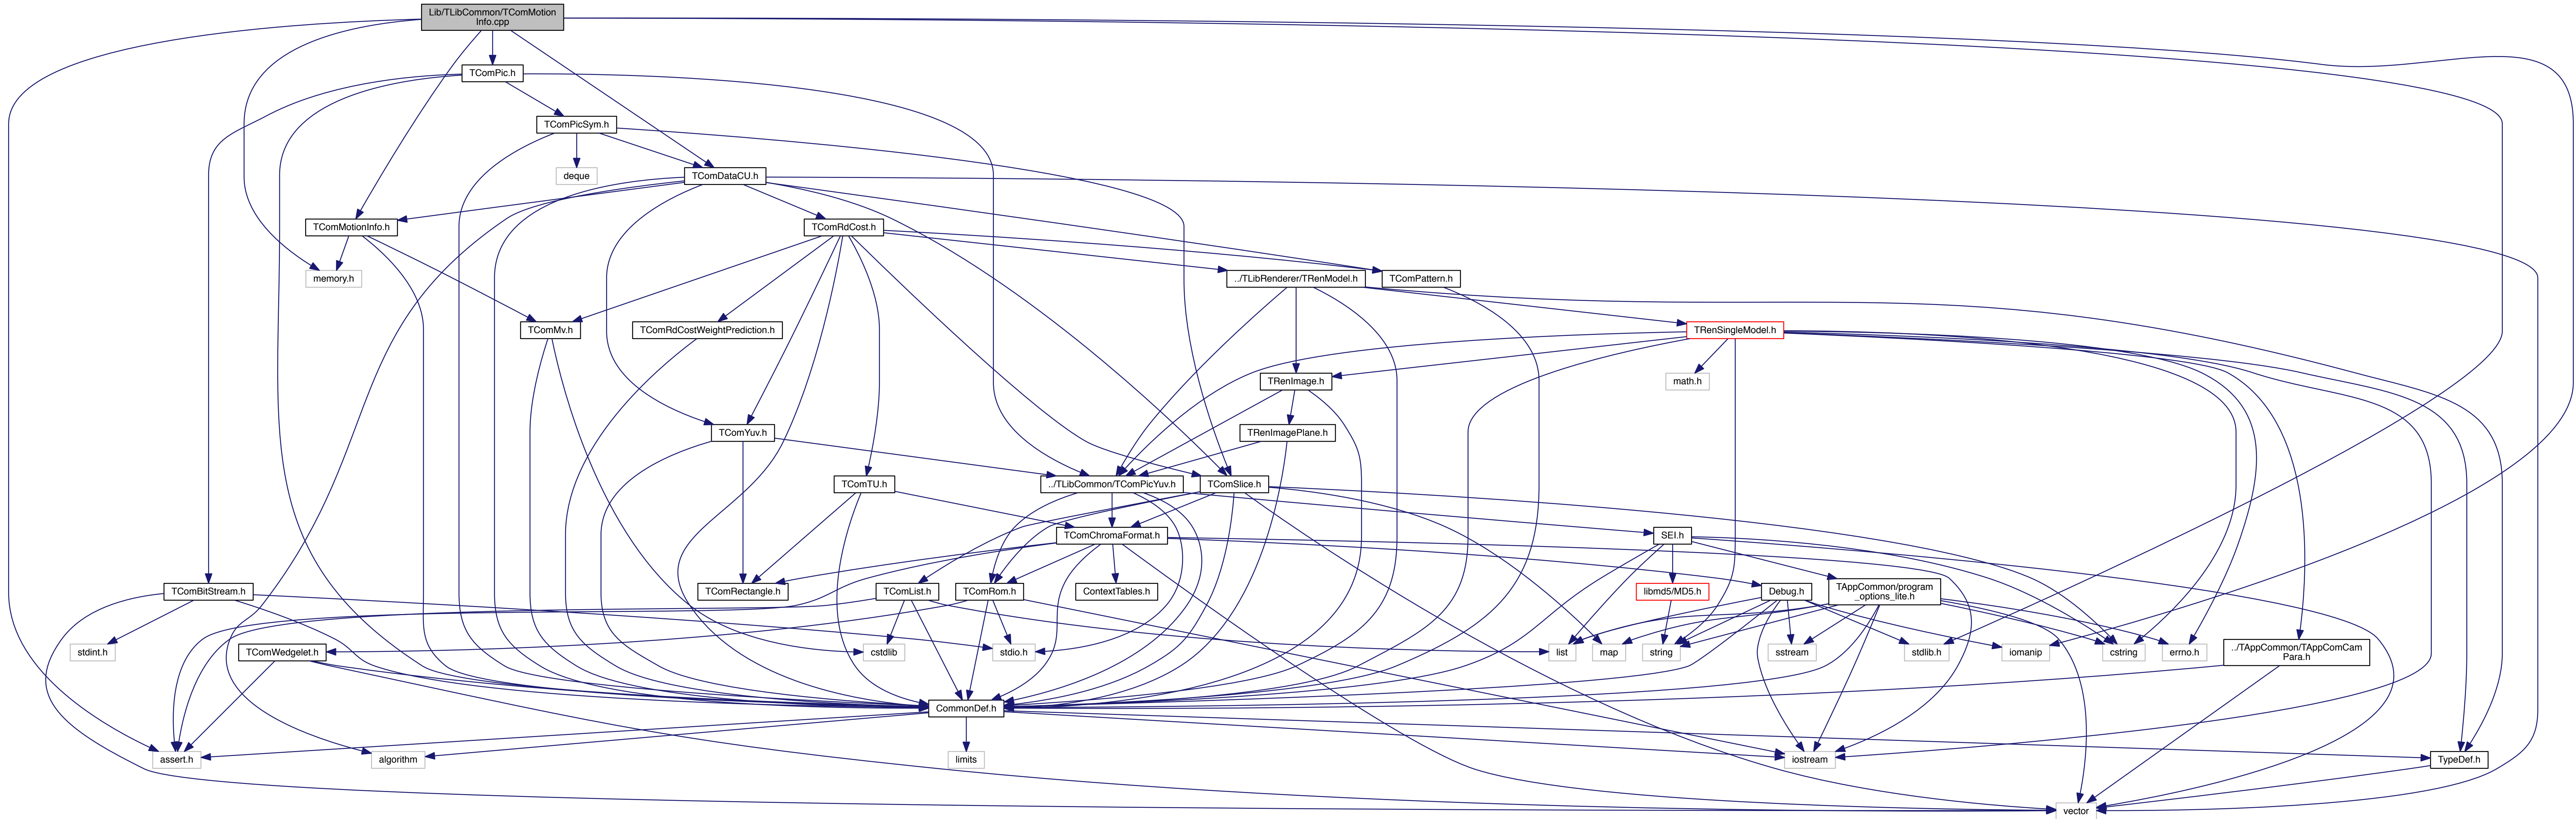 Lib/TLibCommon/TComMotion
Info.cpp
TComPic.h
TComPicSym.h
deque
TComDataCU.h
TComMotionInfo.h
TComRdCost.h
memory.h
../TLibRenderer/TRenModel.h
TComPattern.h
TComMv.h
TComRdCostWeightPrediction.h
TRenSingleModel.h
TRenImage.h
math.h
TComYuv.h
TRenImagePlane.h
TComTU.h
../TLibCommon/TComPicYuv.h
TComSlice.h
TComChromaFormat.h
SEI.h
TComBitStream.h
TComRectangle.h
TComList.h
TComRom.h
ContextTables.h
libmd5/MD5.h
Debug.h
TAppCommon/program
_options_lite.h
stdint.h
TComWedgelet.h
cstdlib
stdio.h
list
map
string
sstream
stdlib.h
iomanip
cstring
errno.h
../TAppCommon/TAppComCam
Para.h
CommonDef.h
assert.h
algorithm
limits
iostream
TypeDef.h
vector